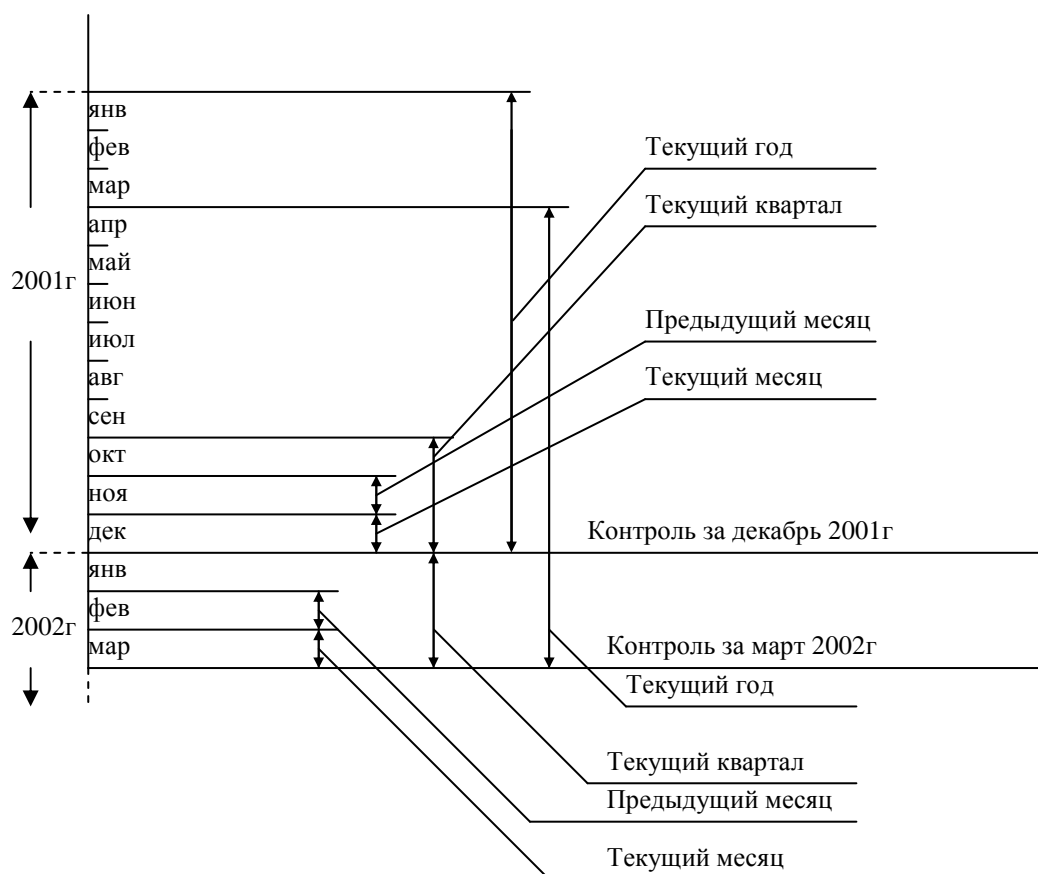 янв
фев
мар
апр
май
июн
июл
авг
сен
окт
ноя
дек
янв
фев
мар
2001г
2002г
Текущий год
Текущий квартал
Предыдущий месяц
Текущий месяц
Контроль за декабрь 2001г
Контроль за март 2002г
Текущий год
Текущий квартал
Предыдущий месяц
Текущий месяц